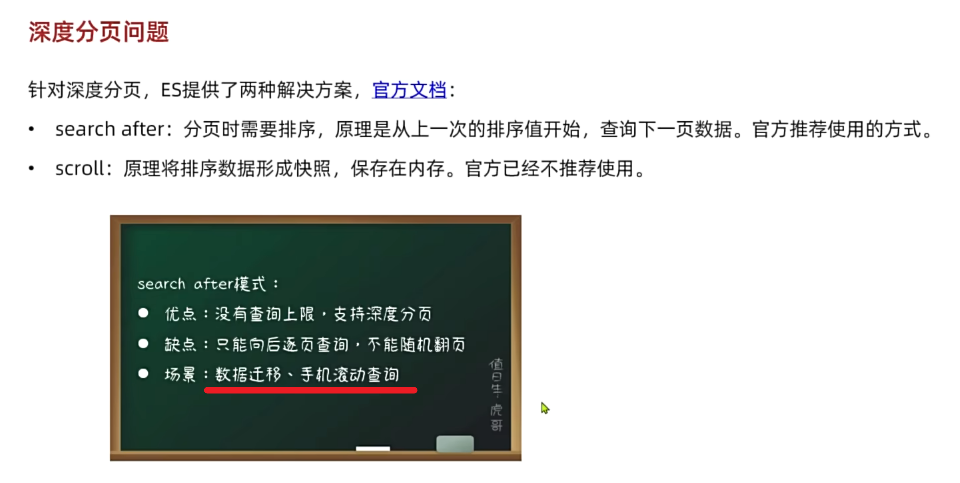 深度分页问题
针对深度分页，ES提供了两种解决方案，官方文档：
• search after：分页时需要排序，原理是从上一次的排序值开始，查询下一页数据。官方推荐使用的方式。
• scroll：原理将排序数据形成快照，保存在内存。官方已经不推荐使用。
search after模式：
● 优点：没有查询上限，支持深度分页
● 缺点：只能向后逐页查询，不能随机翻页
● 场景：数据迁移、手机滚动查询
值日生：虎哥